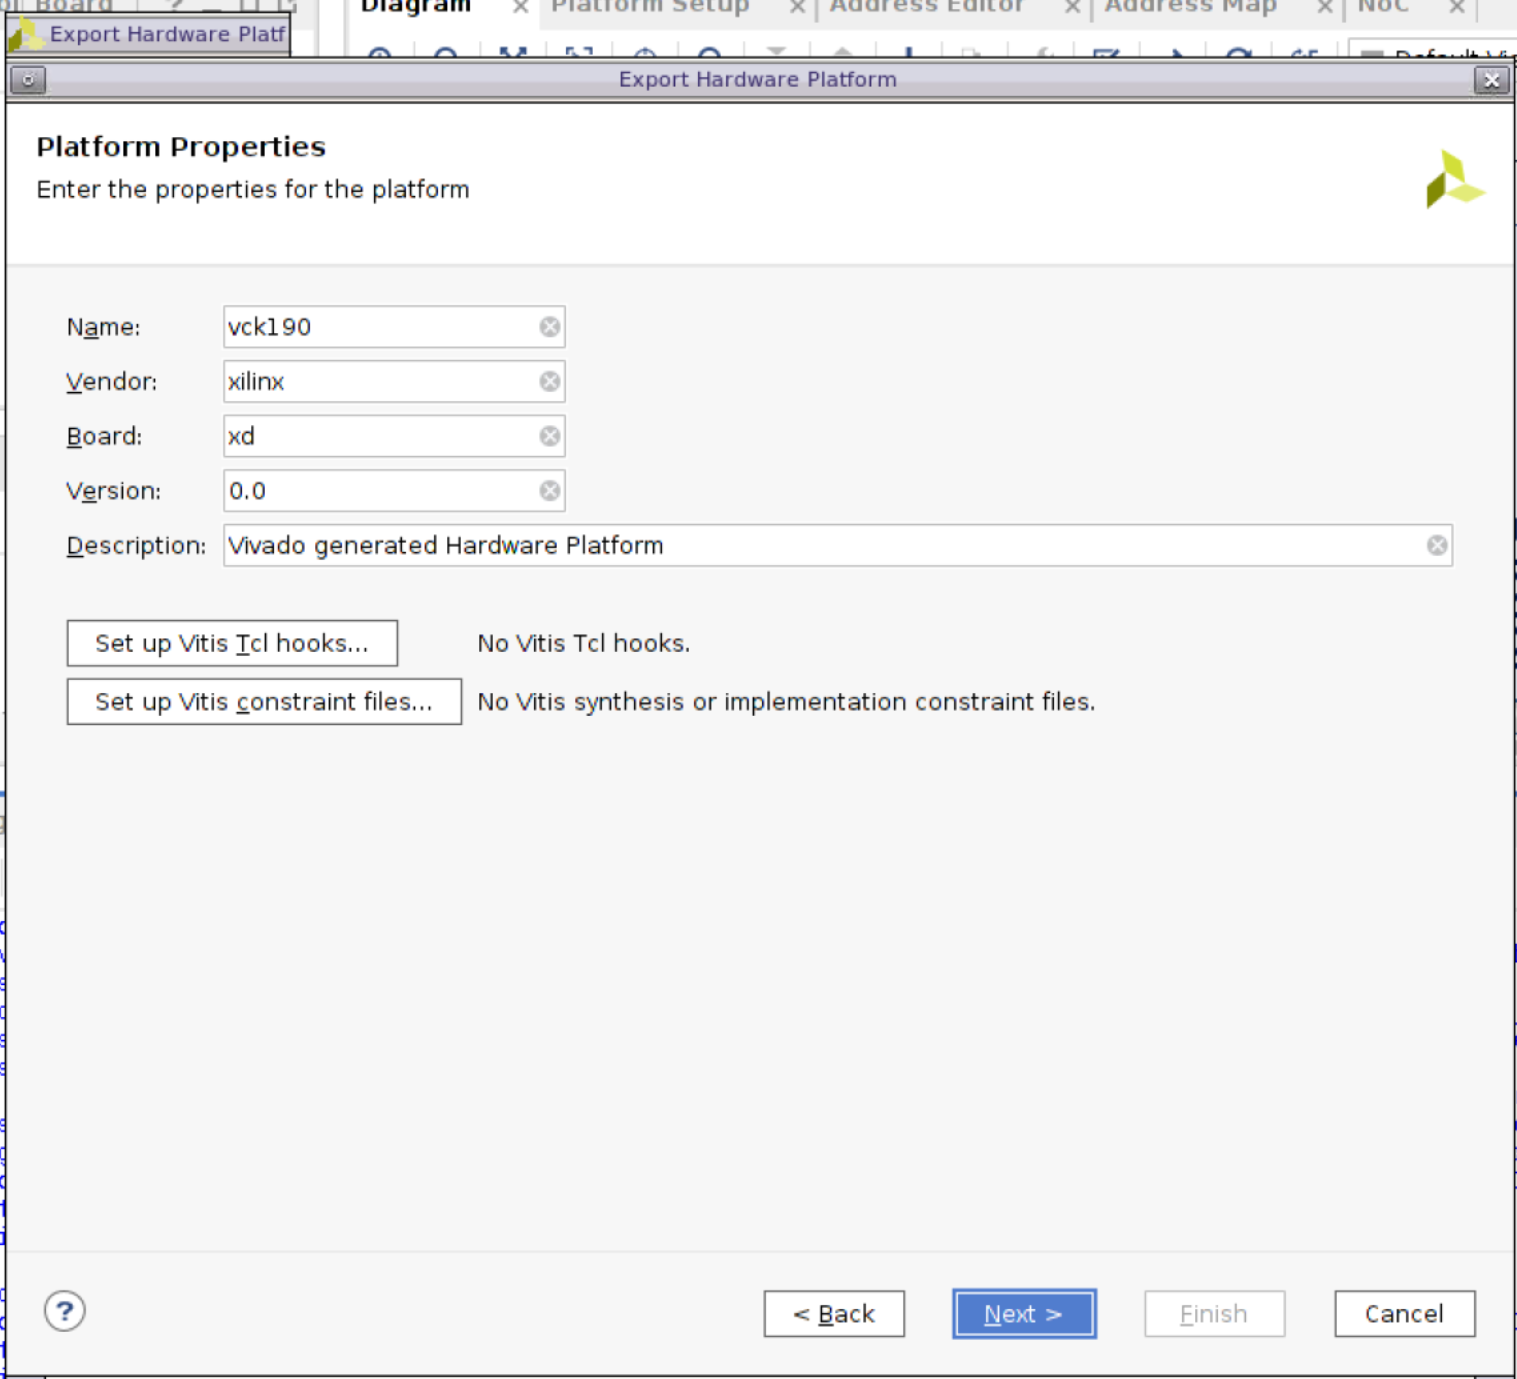 Board ?
Diagram × Platform Setup × Address Editor × Address Map × NoC ×
Export Hardware Platf
Export Hardware Platform
Platform Properties
Enter the properties for the platform
Name: vck190
Vendor: xilinx
Board: xd
Version: 0.0
Description: Vivado generated Hardware Platform
Set up Vitis Tcl hooks... No Vitis Tcl hooks.
Set up Vitis constraint files... No Vitis synthesis or implementation constraint files.
? < Back Next > Finish Cancel